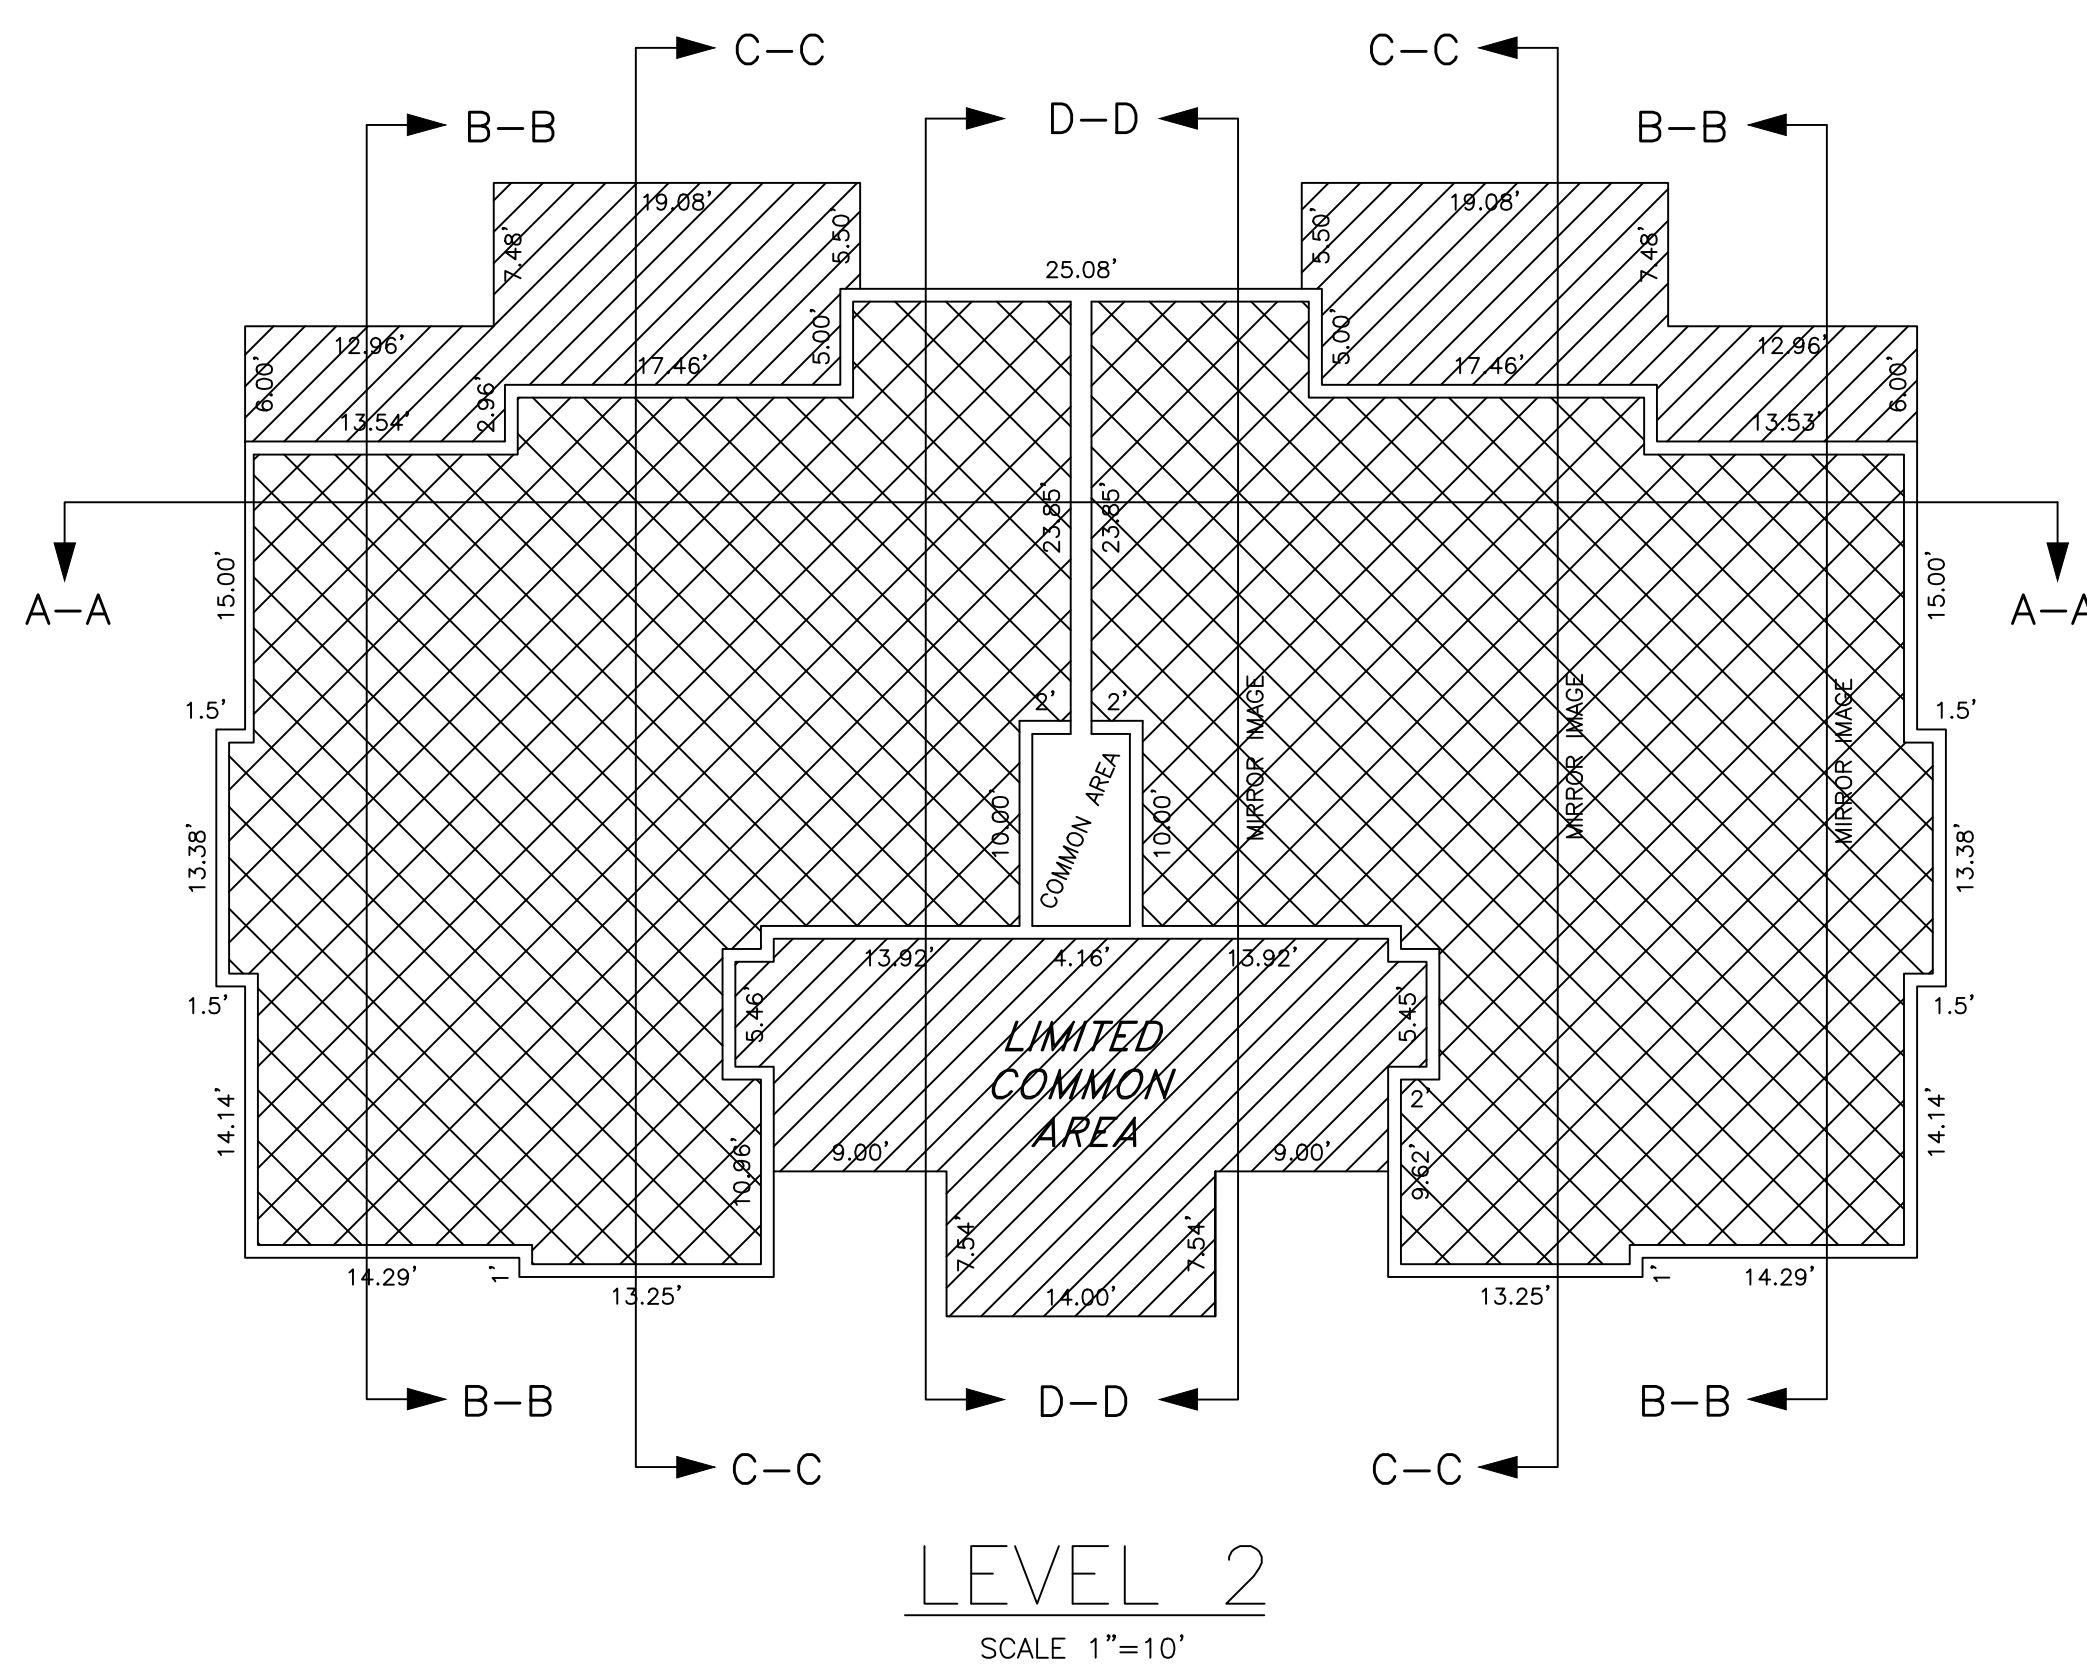 C-C
C-C
D-D
B-B
B-B
19.08'
19.08'
7.48'
5.50'
5.50'
7.48'
25.08'
12.96'
5.00'
5.00'
12.96'
6.00'
17.46'
17.46'
6.00'
2.96'
13.54'
13.53'
23.85'
23.85'
15.00'
15.00'
A-A
A-A
1.5'
2'
2'
1.5'
MIRROR IMAGE
MIRROR IMAGE
MIRROR IMAGE
10.00'
COMMON AREA
10.00'
13.38'
13.38'
13.92'
4.16'
13.92'
1.5'
5.46'
5.45'
1.5'
LIMITED
COMMON
AREA
2'
14.14'
14.14'
9.00'
9.00'
10.96'
9.62'
7.54'
7.54'
14.29'
1'
13.25'
14.00'
13.25'
1'
14.29'
B-B
D-D
B-B
C-C
C-C
LEVEL 2
SCALE 1"=10'